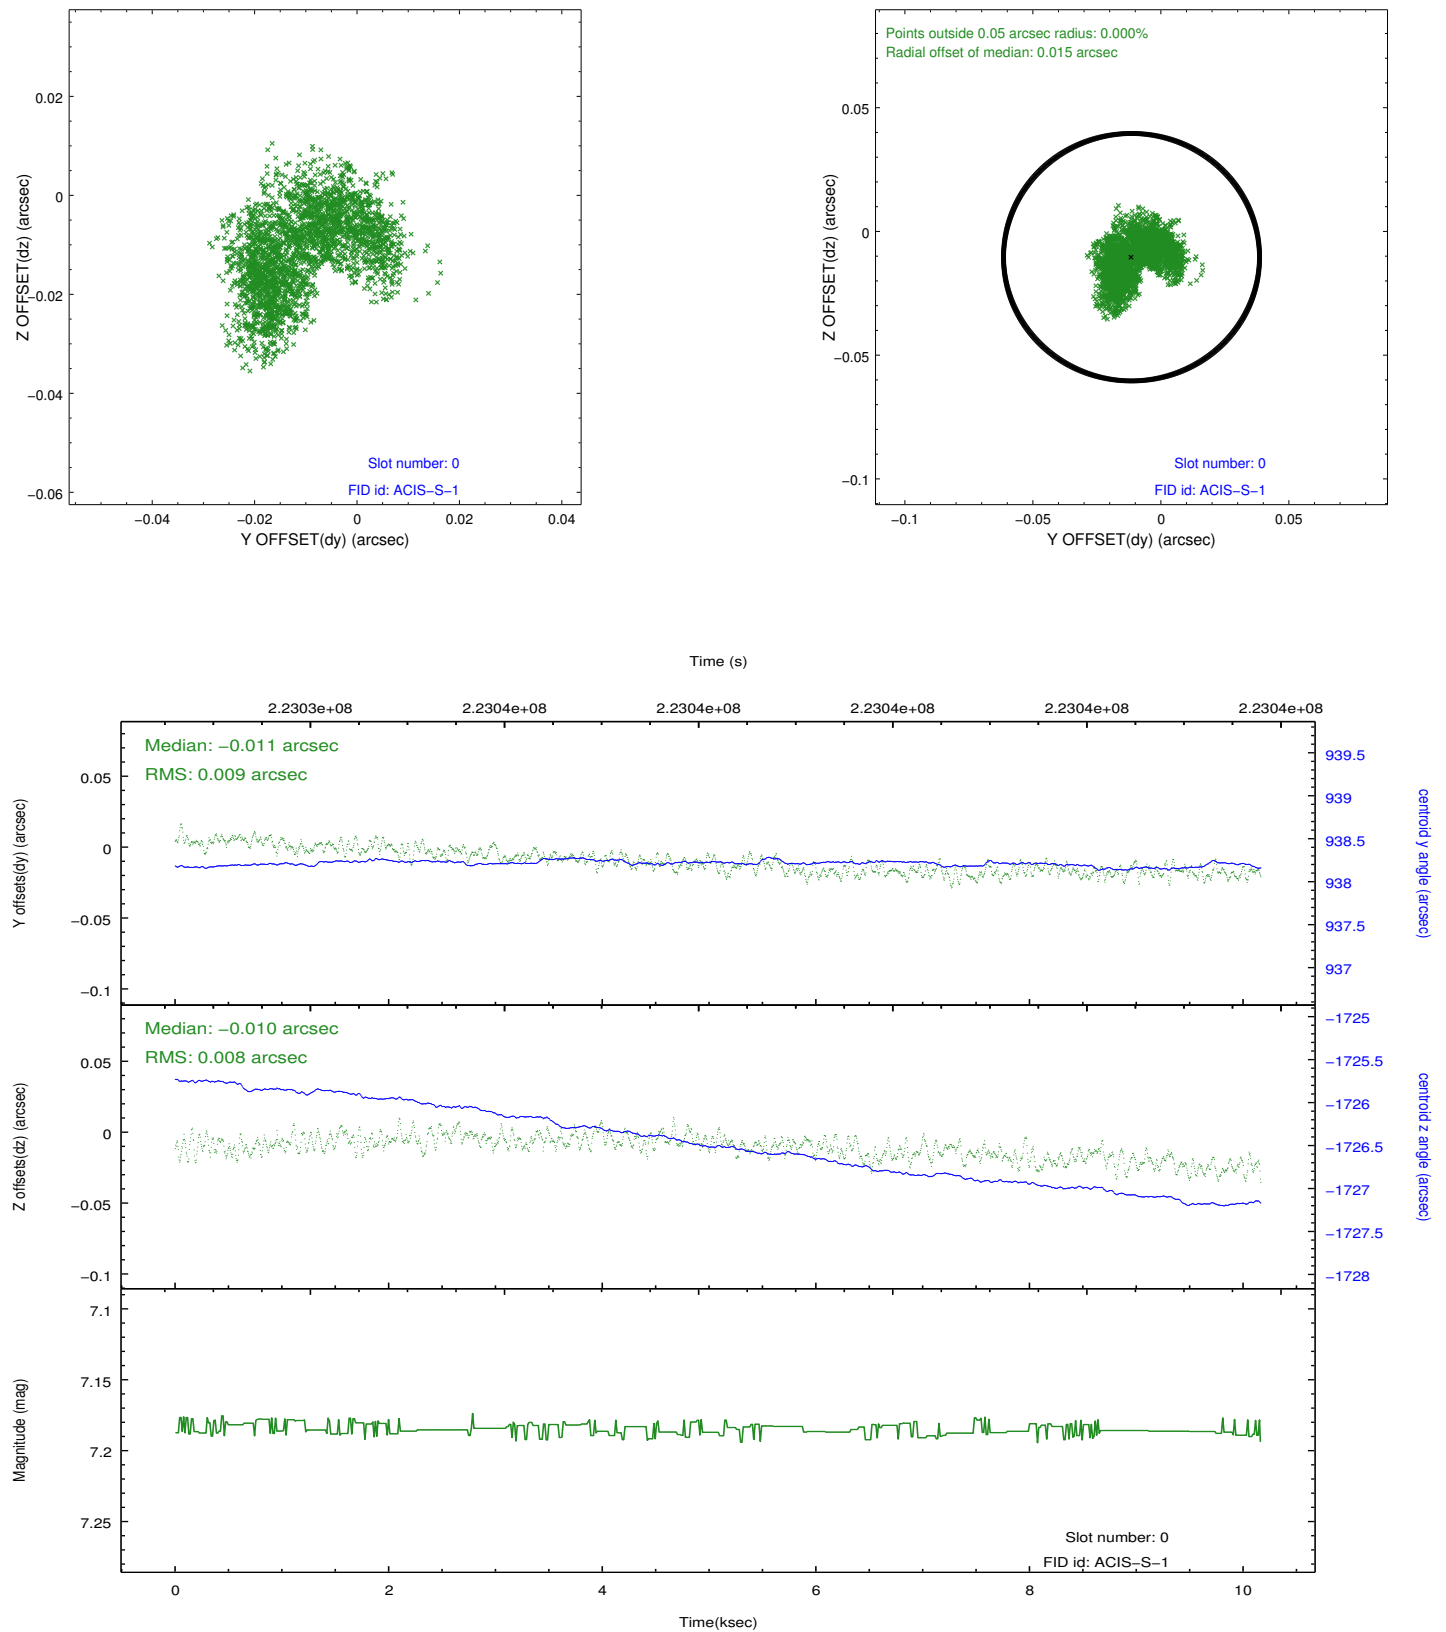 0.02
0
−0.02
−0.04
−0.06
Z OFFSET(dz) (arcsec)
Slot number: 0
FID id: ACIS−S−1
−0.04
−0.02
0
0.02
0.04
Y OFFSET(dy) (arcsec)
Points outside 0.05 arcsec radius: 0.000%
Radial offset of median: 0.015 arcsec
0.05
0
−0.05
−0.1
Z OFFSET(dz) (arcsec)
Slot number: 0
FID id: ACIS−S−1
−0.1
−0.05
0
0.05
Y OFFSET(dy) (arcsec)
Time (s)
2.2303e+08
2.2304e+08
2.2304e+08
2.2304e+08
2.2304e+08
2.2304e+08
Median: −0.011 arcsec
RMS: 0.009 arcsec
0.05
0
−0.05
−0.1
Y offsets(dy) (arcsec)
939.5
939
938.5
938
937.5
937
centroid y angle (arcsec)
Median: −0.010 arcsec
RMS: 0.008 arcsec
0.05
0
−0.05
−0.1
Z offsets(dz) (arcsec)
−1725
−1725.5
−1726
−1726.5
−1727
−1727.5
−1728
centroid z angle (arcsec)
7.1
7.15
7.2
7.25
Magnitude (mag)
Slot number: 0
FID id: ACIS−S−1
0
2
4
6
8
10
Time(ksec)